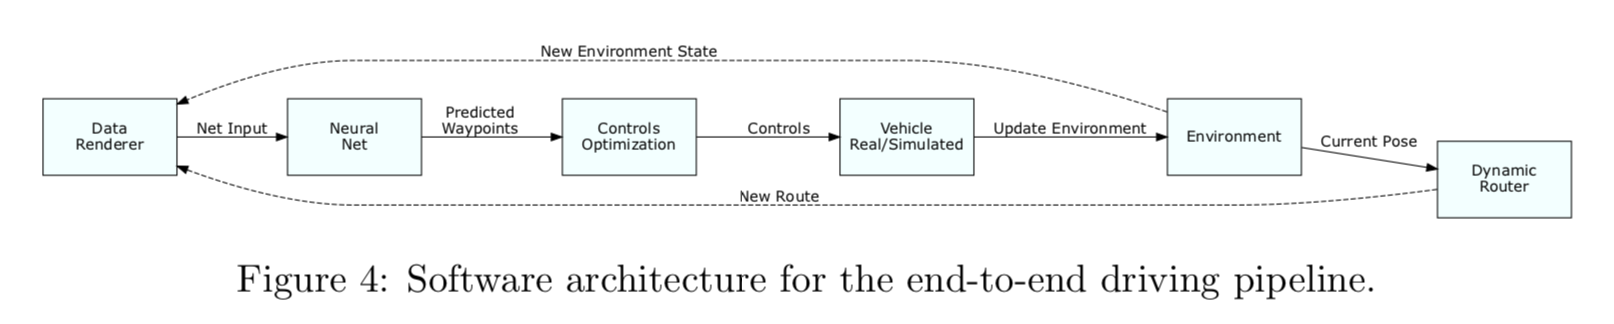 New Environment State
Data
Renderer
Net Input
Neural
Net
Predicted
Waypoints
Controls
Optimization
Controls
Vehicle
Real/Simulated
Update Environment
Environment
Current Pose
Dynamic
Router
New Route
Figure 4: Software architecture for the end-to-end driving pipeline.